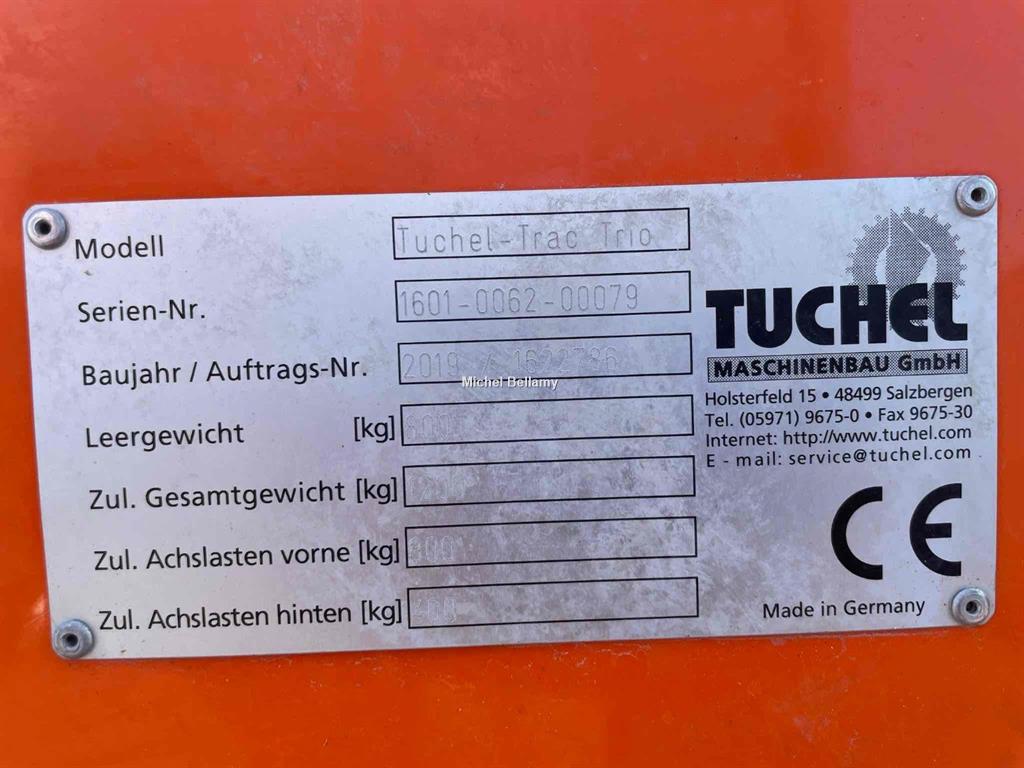 Modell Tuchel-Trac Trio
Serien-Nr. 1601-0062-00079
Baujahr / Auftrags-Nr. 2019 /
Michel Bellamy
Leergewicht [kg]
Zul. Gesamtgewicht [kg]
Zul. Achslasten vorne [kg]
Zul. Achslasten hinten [kg]
TUCHEL
MASCHINENBAU GmbH
Holsterfeld 15 • 48499 Salzbergen
Tel. (05971) 9675-0 • Fax 9675-30
Internet: http://www.tuchel.com
E - mail: service@tuchel.com
CE
Made in Germany